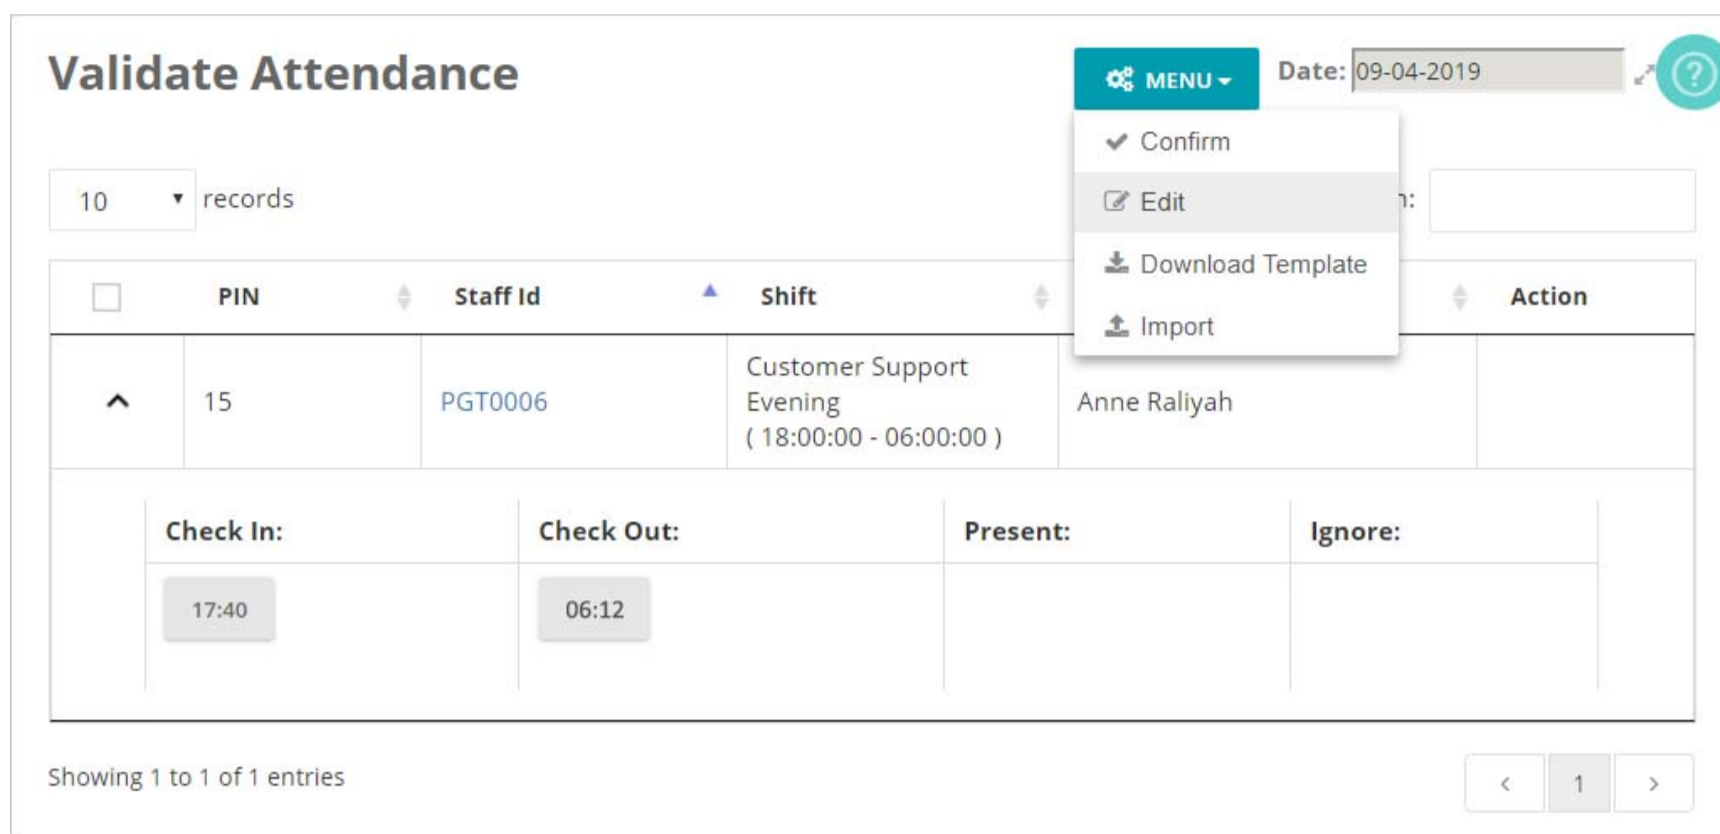 Validate Attendance
MENU
Date: 09-04-2019
?
Confirm
10 records
Edit
Download Template
PIN Staff Id Shift Action
Import
15 PGT0006 Customer Support Anne Raliyah
Evening
( 18:00:00 - 06:00:00 )
Check In: Check Out: Present: Ignore:
17:40 06:12
Showing 1 to 1 of 1 entries
< 1 >